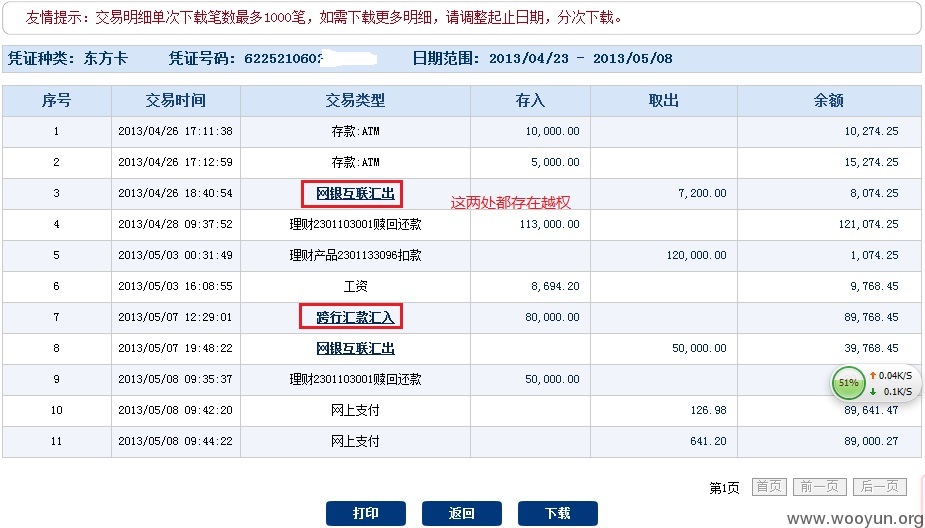 友情提示：交易明细单次下载笔数最多1000笔，如需下载更多明细，请调整起止日期，分次下载。
凭证种类：东方卡 凭证号码：622521060 日期范围：2013/04/23 - 2013/05/08
序号 交易时间 交易类型 存入 取出 余额
1 2013/04/26 17:11:38 存款:ATM 10,000.00 10,274.25
2 2013/04/26 17:12:59 存款:ATM 5,000.00 15,274.25
3 2013/04/26 18:40:54 网银互联汇出 7,200.00 8,074.25
这两处都存在越权
4 2013/04/28 09:37:52 理财2301103001赎回还款 113,000.00 121,074.25
5 2013/05/03 00:31:49 理财产品2301133096扣款 120,000.00 1,074.25
6 2013/05/03 16:08:55 工资 8,694.20 9,768.45
7 2013/05/07 12:29:01 跨行汇款汇入 80,000.00 89,768.45
8 2013/05/07 19:48:22 网银互联汇出 50,000.00 39,768.45
9 2013/05/08 09:35:37 理财2301103001赎回还款 50,000.00
51% 0.04K/S
0.1K/S
10 2013/05/08 09:42:20 网上支付 126.98 89,641.47
11 2013/05/08 09:44:22 网上支付 641.20 89,000.27
第1页 首页 前一页 后一页
打印 返回 下载
www.wooyun.org